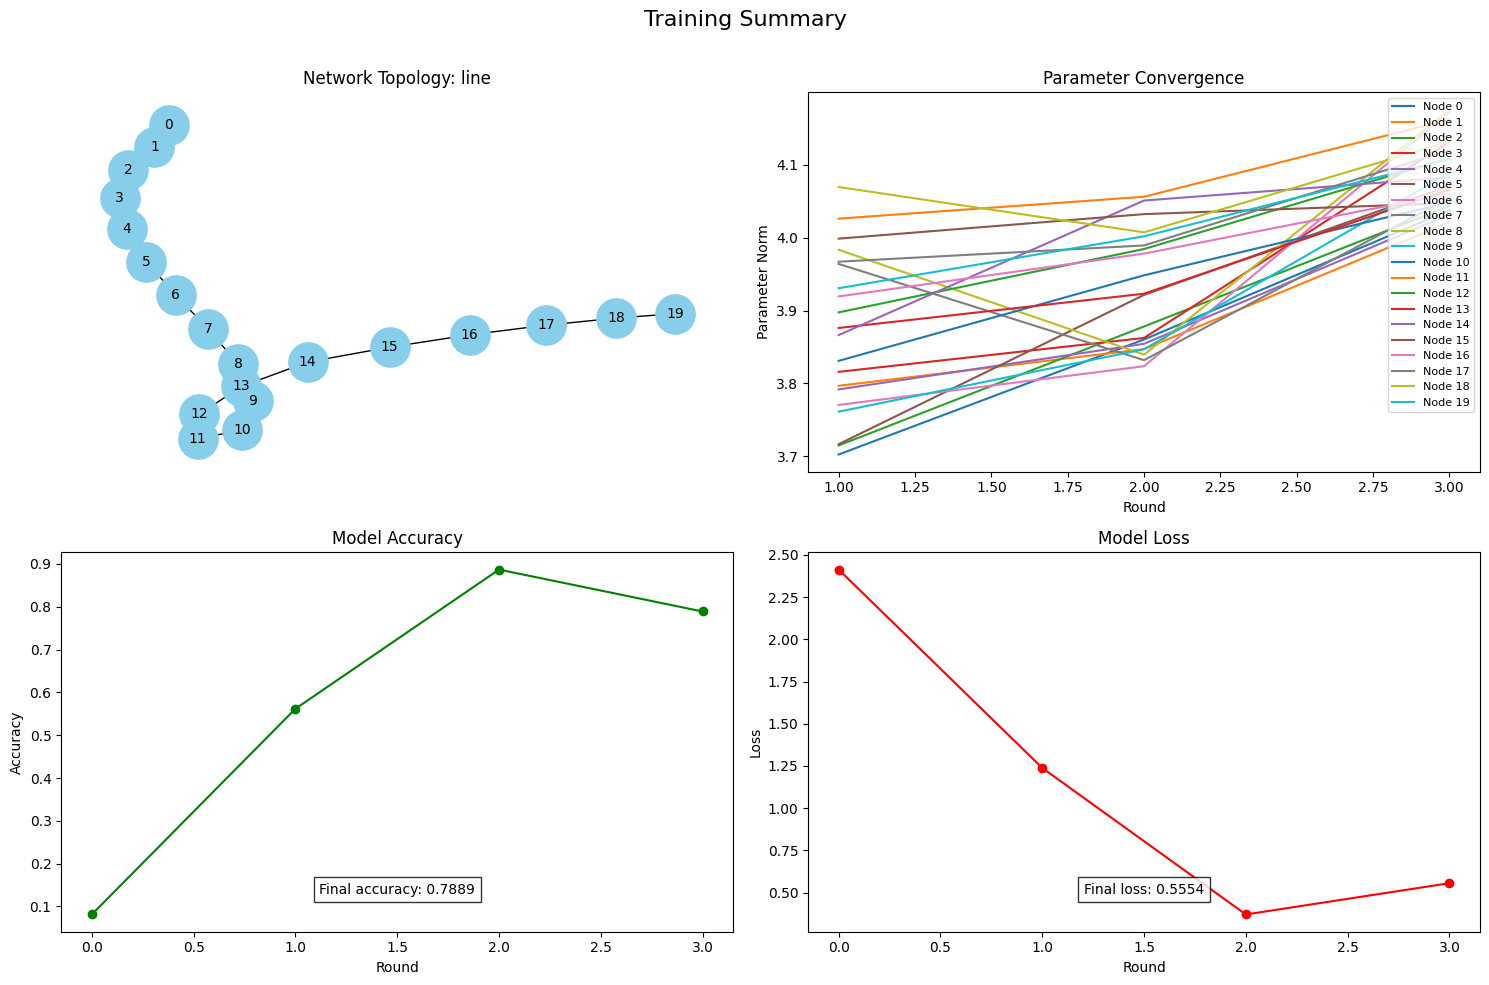 Training Summary
Network Topology: line
0
1
2
3
4
5
6
7
8
13
9
12
10
11
14
15
16
17
18
19
Parameter Convergence
Parameter Norm
4.1
4.0
3.9
3.8
3.7
1.00 1.25 1.50 1.75 2.00 2.25 2.50 2.75 3.00
Round
Node 0
Node 1
Node 2
Node 3
Node 4
Node 5
Node 6
Node 7
Node 8
Node 9
Node 10
Node 11
Node 12
Node 13
Node 14
Node 15
Node 16
Node 17
Node 18
Node 19
Model Accuracy
Accuracy
0.9
0.8
0.7
0.6
0.5
0.4
0.3
0.2
0.1
Final accuracy: 0.7889
0.0 0.5 1.0 1.5 2.0 2.5 3.0
Round
Model Loss
Loss
2.50
2.25
2.00
1.75
1.50
1.25
1.00
0.75
0.50
Final loss: 0.5554
0.0 0.5 1.0 1.5 2.0 2.5 3.0
Round